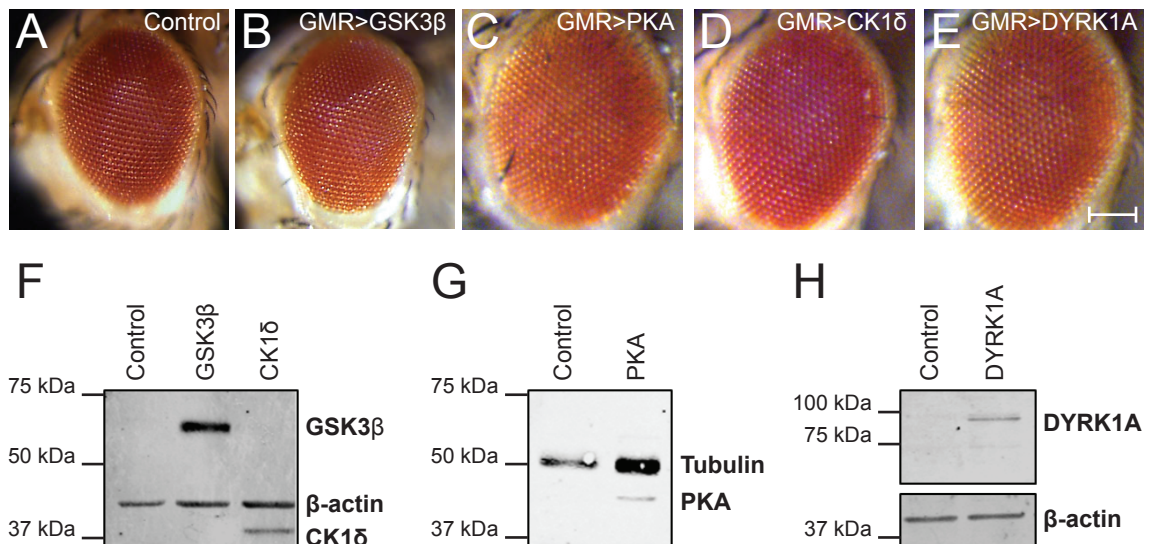 A Control
B GMR>GSK3β
C GMR>PKA
D GMR>CK1δ
E GMR>DYRK1A
F
Control
GSK3β
CK1δ
75 kDa
GSK3β
50 kDa
β-actin
37 kDa
CK1δ
G
Control
PKA
75 kDa
50 kDa
Tubulin
PKA
37 kDa
H
Control
DYRK1A
100 kDa
DYRK1A
75 kDa
β-actin
37 kDa